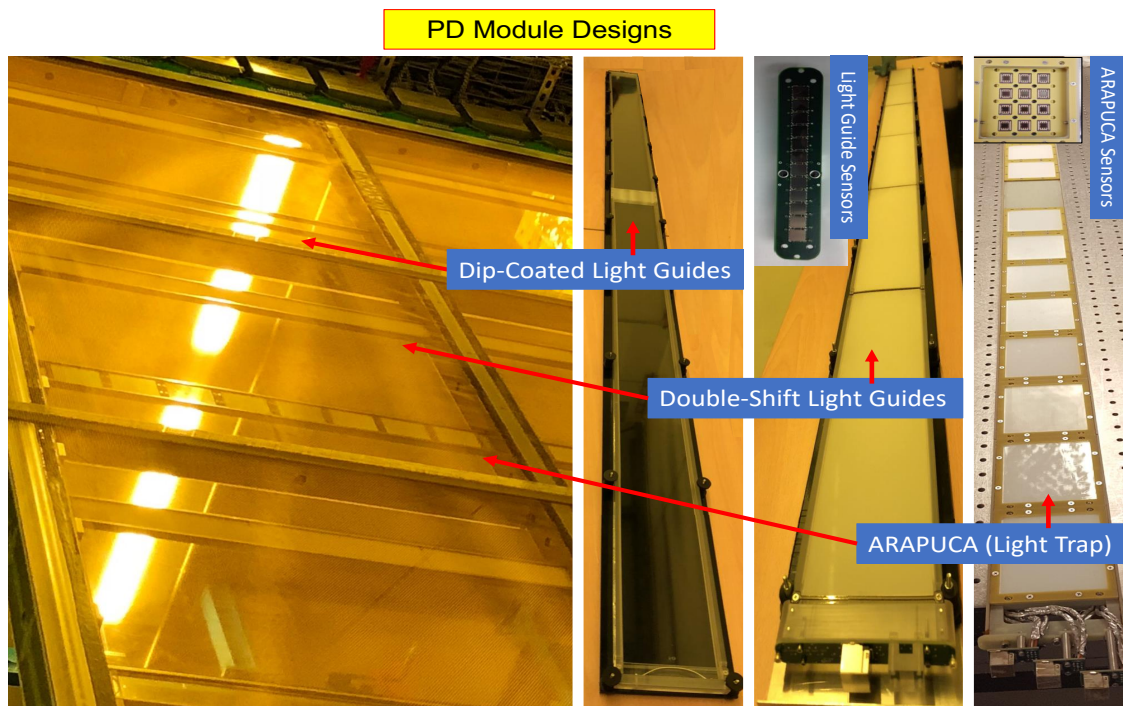 PD Module Designs
Light Guide Sensors
ARAPUCA Sensors
Dip-Coated Light Guides
Double-Shift Light Guides
ARAPUCA (Light Trap)